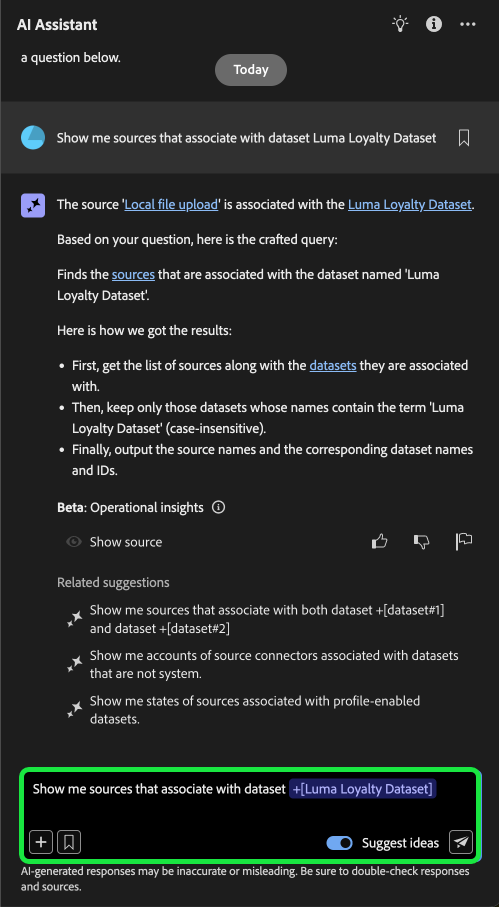 AI Assistant
a question below.
Today
Show me sources that associate with dataset Luma Loyalty Dataset
The source 'Local file upload' is associated with the Luma Loyalty Dataset.
Based on your question, here is the crafted query:
Finds the sources that are associated with the dataset named 'Luma
Loyalty Dataset'.
Here is how we got the results:
• First, get the list of sources along with the datasets they are associated
with.
• Then, keep only those datasets whose names contain the term 'Luma
Loyalty Dataset' (case-insensitive).
• Finally, output the source names and the corresponding dataset names
and IDs.
Beta: Operational insights
Show source
Related suggestions
Show me sources that associate with both dataset +[dataset#1]
and dataset +[dataset#2]
Show me accounts of source connectors associated with datasets
that are not system.
Show me states of sources associated with profile-enabled
datasets.
Show me sources that associate with dataset +[Luma Loyalty Dataset]
Suggest ideas
AI-generated responses may be inaccurate or misleading. Be sure to double-check responses
and sources.